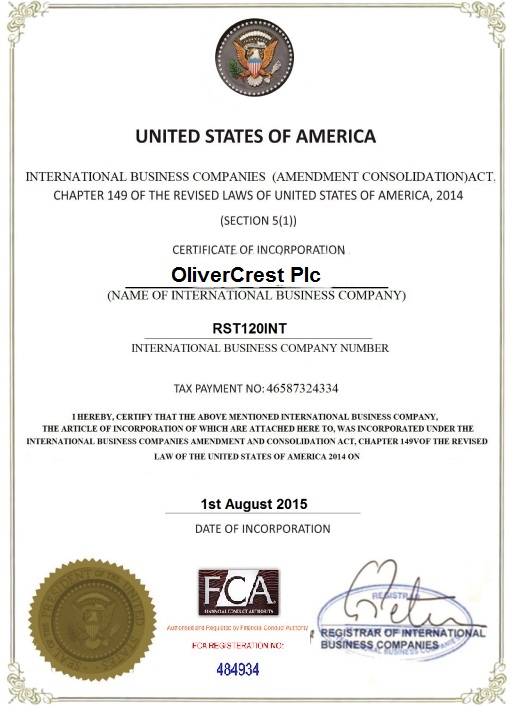 UNITED STATES OF AMERICA
INTERNATIONAL BUSINESS COMPANIES (AMENDMENT CONSOLIDATION)ACT,
CHAPTER 149 OF THE REVISED LAWS OF UNITED STATES OF AMERICA, 2014
(SECTION 5(1))
CERTIFICATE OF INCORPORATION
OliverCrest Plc
(NAME OF INTERNATIONAL BUSINESS COMPANY)
RST120INT
INTERNATIONAL BUSINESS COMPANY NUMBER
TAX PAYMENT NO: 46587324334
I HEREBY, CERTIFY THAT THE ABOVE MENTIONED INTERNATIONAL BUSINESS COMPANY,
THE ARTICLE OF INCORPORATION OF WHICH ARE ATTACHED HERE TO, WAS INCORPORATED UNDER THE
INTERNATIONAL BUSINESS COMPANIES AMENDMENT AND CONSOLIDATION ACT, CHAPTER 149VOF THE REVISED
LAW OF THE UNITED STATES OF AMERICA 2014 ON
1st August 2015
DATE OF INCORPORATION
FCA
FINANCIAL CONDUCT AUTHORITY
Authorised and Regulated by Financial Conduct Authority
FCA REGISTERATION NO:
484934
REGISTRAR OF INTERNATIONAL
BUSINESS COMPANIES